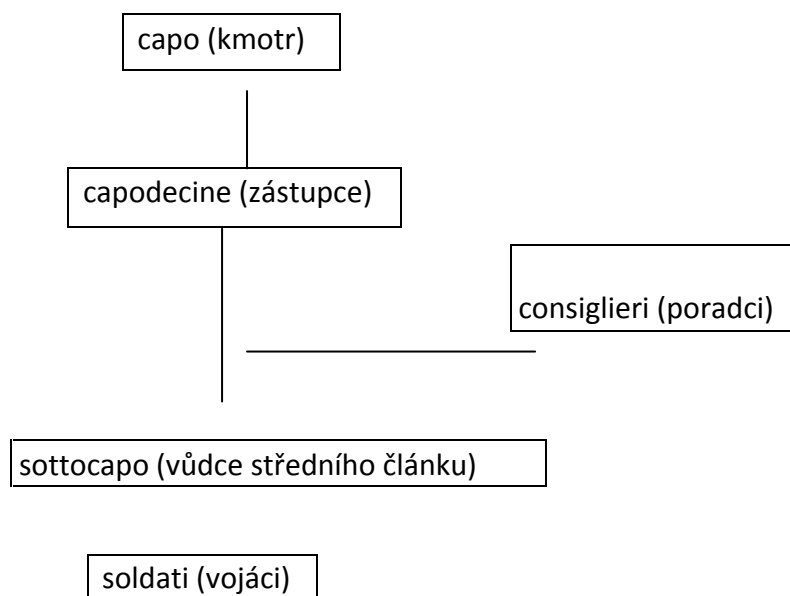 capo (kmotr)
capodecine (zástupce)
consiglieri (poradci)
sottocapo (vůdce středního článku)
soldati (vojáci)